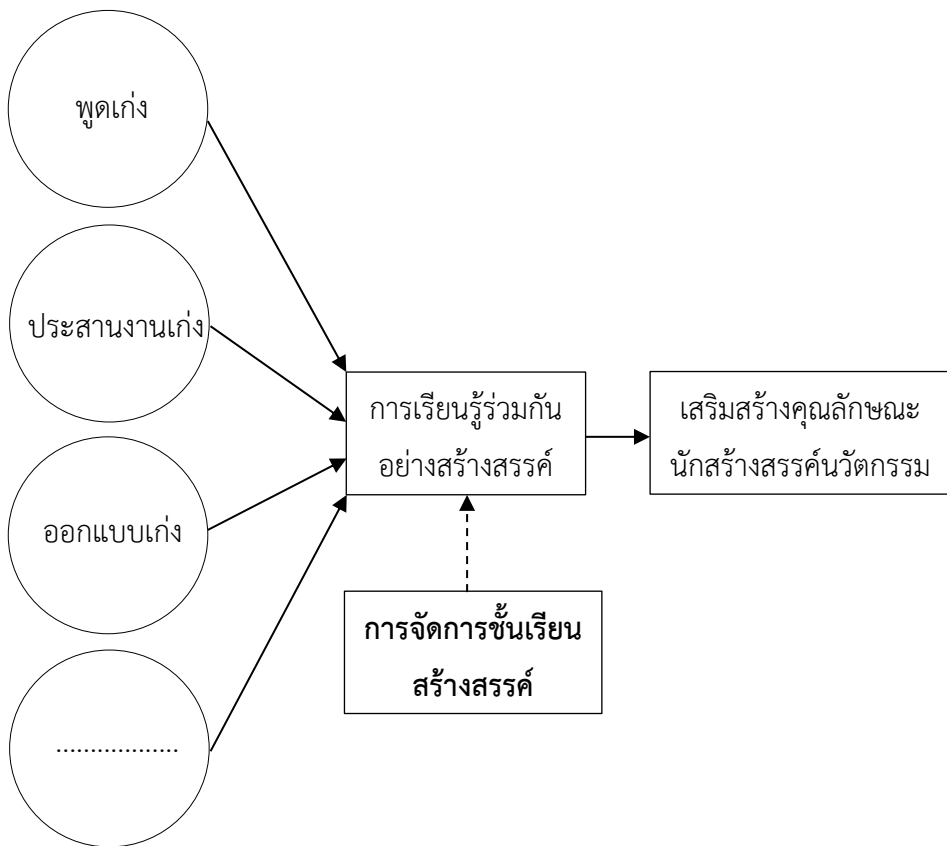 พูดเก่ง
ประสานงานเก่ง
ออกแบบเก่ง
..................
การเรียนรู้ร่วมกัน
อย่างสร้างสรรค์
เสริมสร้างคุณลักษณะ
นักสร้างสรรค์นวัตกรรม
การจัดการชั้นเรียน
สร้างสรรค์